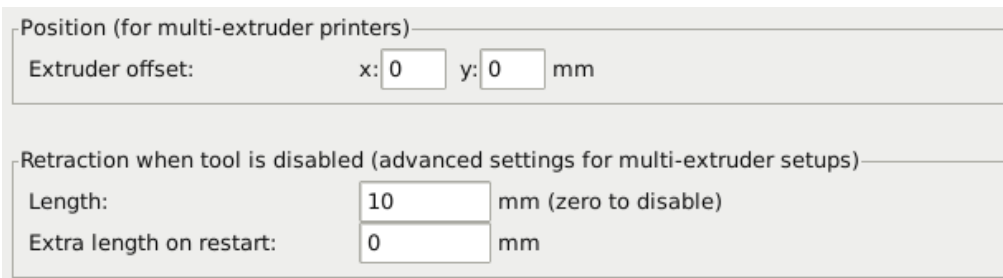 Position (for multi-extruder printers)
Extruder offset: x: 0 y: 0 mm
Retraction when tool is disabled (advanced settings for multi-extruder setups)
Length: 10 mm (zero to disable)
Extra length on restart: 0 mm